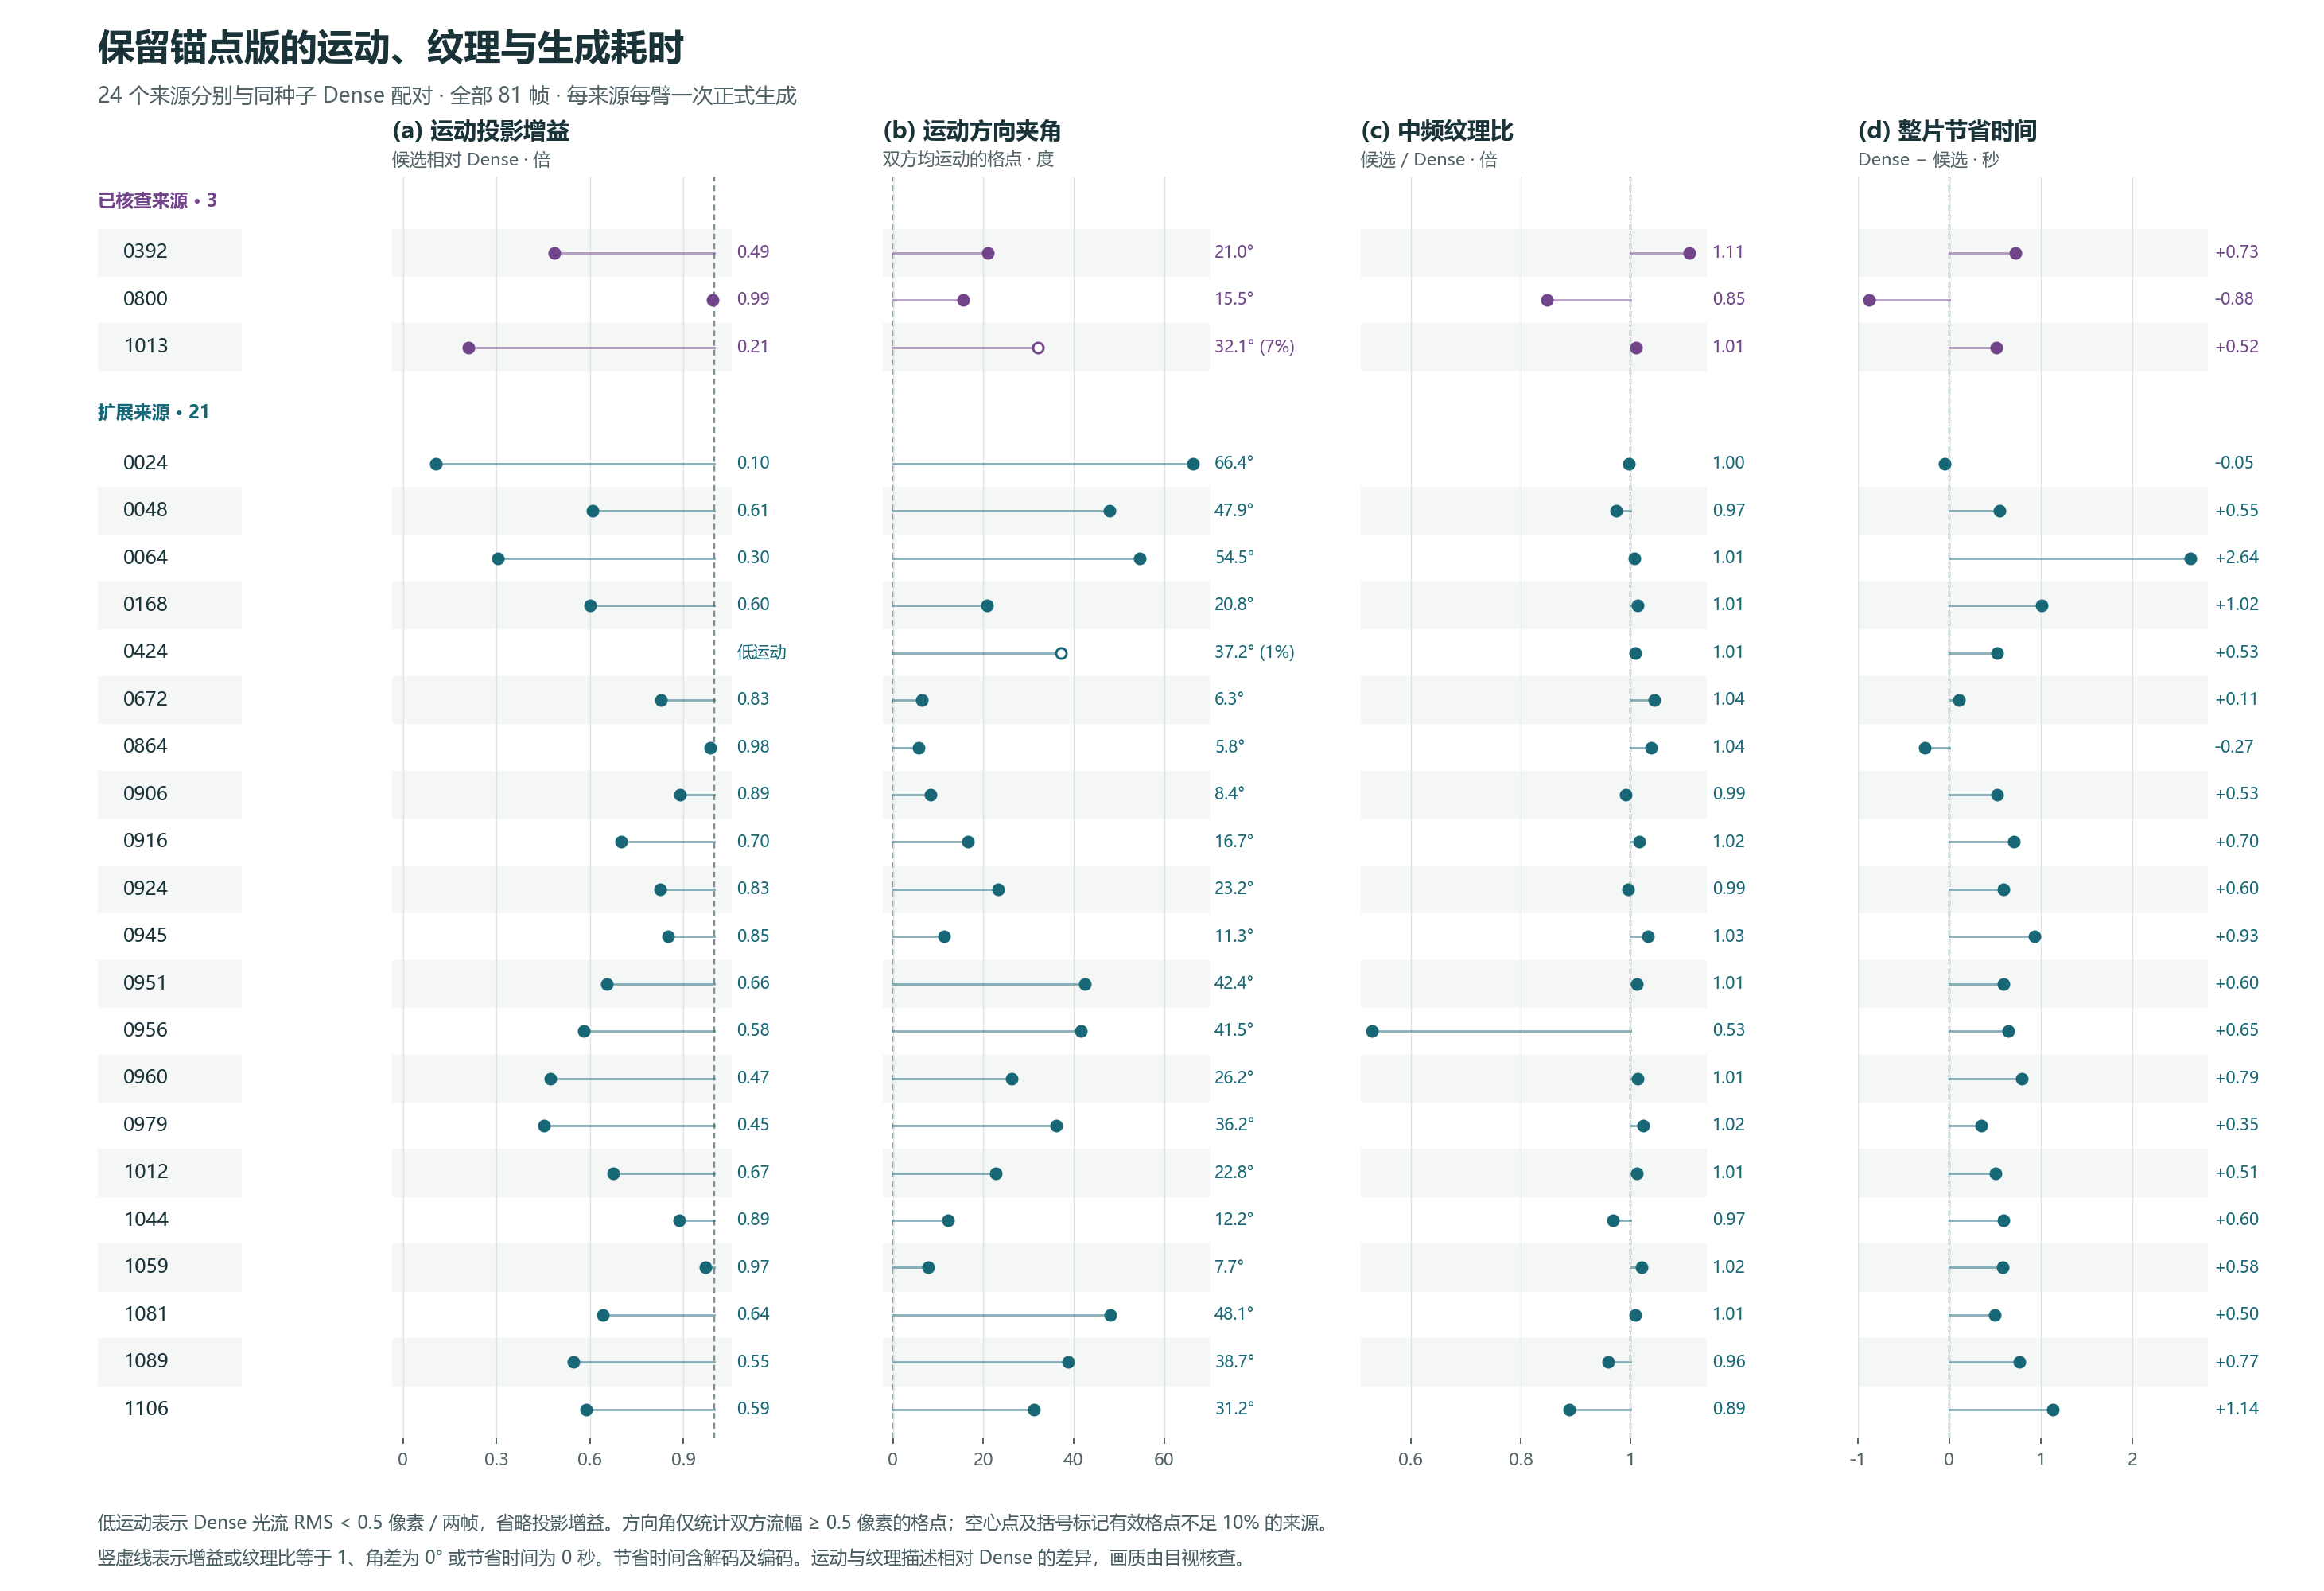 保留锚点版的运动、纹理与生成耗时
24 个来源分别与同种子 Dense 配对 · 全部 81 帧 · 每来源每臂一次正式生成
(a) 运动投影增益 (b) 运动方向夹角 (c) 中频纹理比 (d) 整片节省时间
候选相对 Dense · 倍 双方均运动的格点 · 度 候选 / Dense · 倍 Dense − 候选 · 秒
已核查来源 • 3
0392 0.49 21.0° 1.11 +0.73
0800 0.99 15.5° 0.85 -0.88
1013 0.21 32.1° (7%) 1.01 +0.52
扩展来源 • 21
0024 0.10 66.4° 1.00 -0.05
0048 0.61 47.9° 0.97 +0.55
0064 0.30 54.5° 1.01 +2.64
0168 0.60 20.8° 1.01 +1.02
0424 低运动 37.2° (1%) 1.01 +0.53
0672 0.83 6.3° 1.04 +0.11
0864 0.98 5.8° 1.04 -0.27
0906 0.89 8.4° 0.99 +0.53
0916 0.70 16.7° 1.02 +0.70
0924 0.83 23.2° 0.99 +0.60
0945 0.85 11.3° 1.03 +0.93
0951 0.66 42.4° 1.01 +0.60
0956 0.58 41.5° 0.53 +0.65
0960 0.47 26.2° 1.01 +0.79
0979 0.45 36.2° 1.02 +0.35
1012 0.67 22.8° 1.01 +0.51
1044 0.89 12.2° 0.97 +0.60
1059 0.97 7.7° 1.02 +0.58
1081 0.64 48.1° 1.01 +0.50
1089 0.55 38.7° 0.96 +0.77
1106 0.59 31.2° 0.89 +1.14
0 0.3 0.6 0.9 0 20 40 60 0.6 0.8 1 -1 0 1 2
低运动表示 Dense 光流 RMS < 0.5 像素 / 两帧，省略投影增益。方向角仅统计双方流幅 ≥ 0.5 像素的格点；空心点及括号标记有效格点不足 10% 的来源。
竖虚线表示增益或纹理比等于 1、角差为 0° 或节省时间为 0 秒。节省时间含解码及编码。运动与纹理描述相对 Dense 的差异，画质由目视核查。